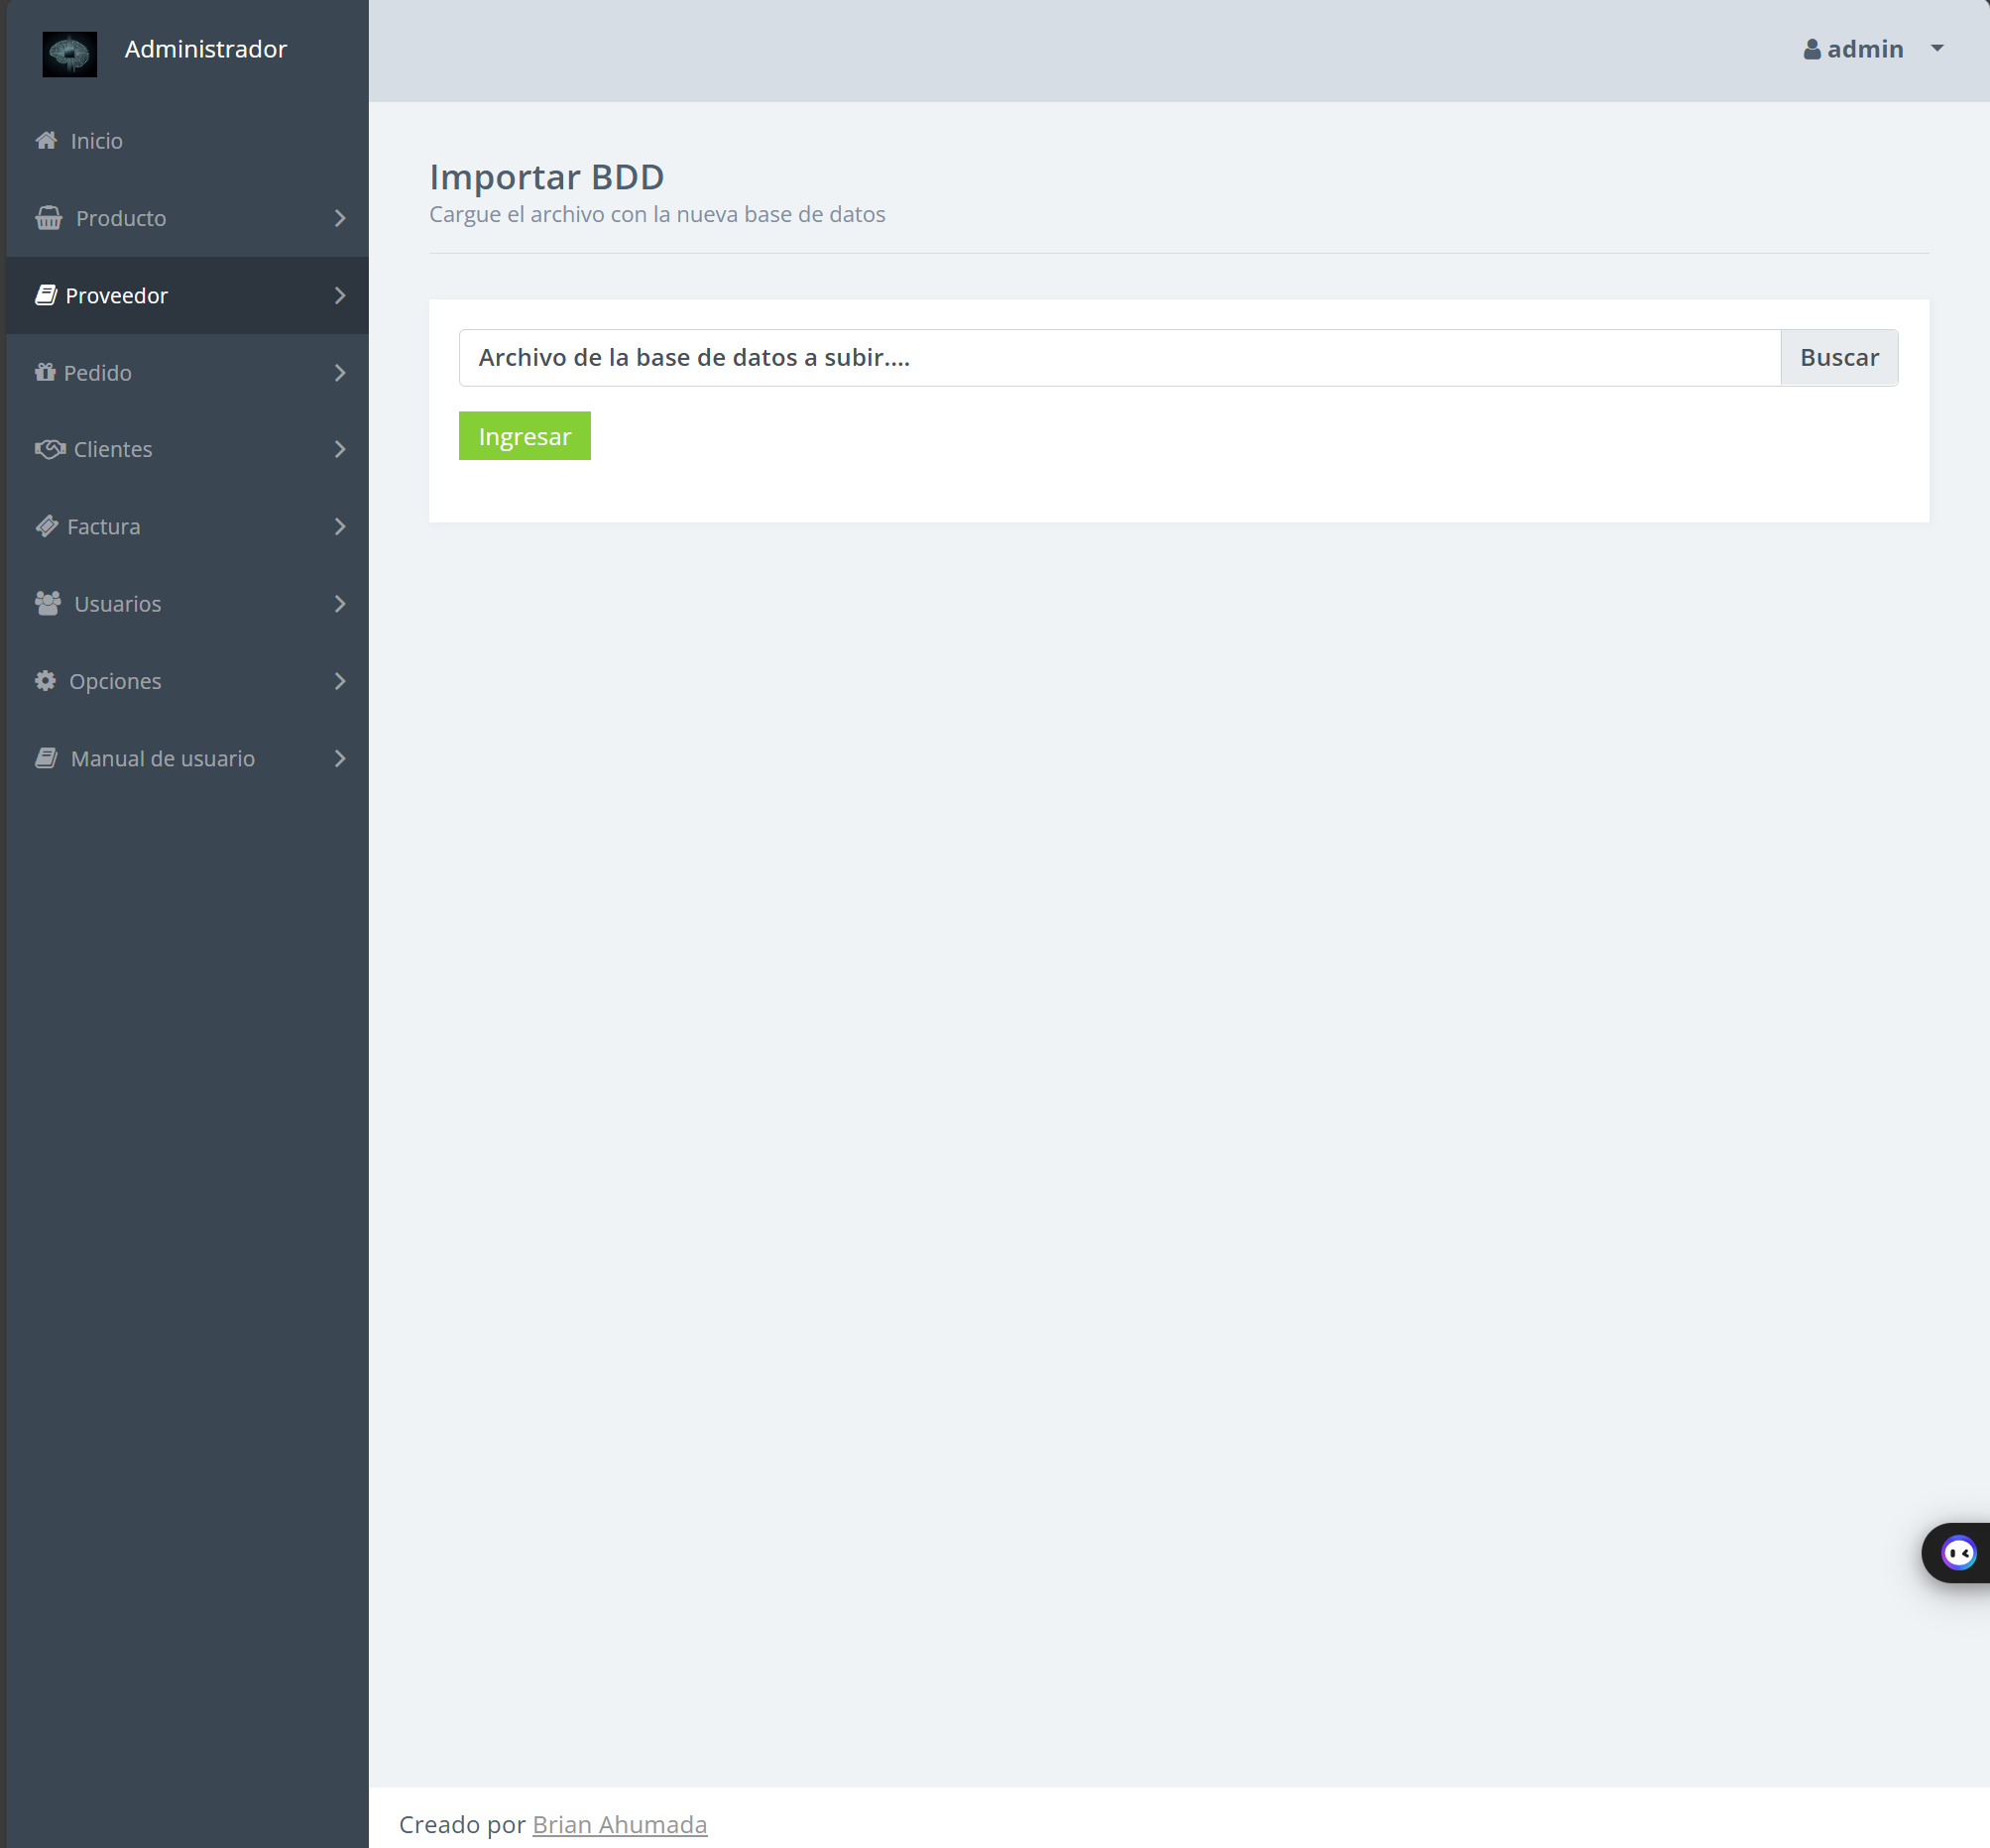 Administrador
admin
Inicio
Producto
Proveedor
Pedido
Clientes
Factura
Usuarios
Opciones
Manual de usuario
Importar BDD
Cargue el archivo con la nueva base de datos
Archivo de la base de datos a subir....
Buscar
Ingresar
Creado por Brian Ahumada